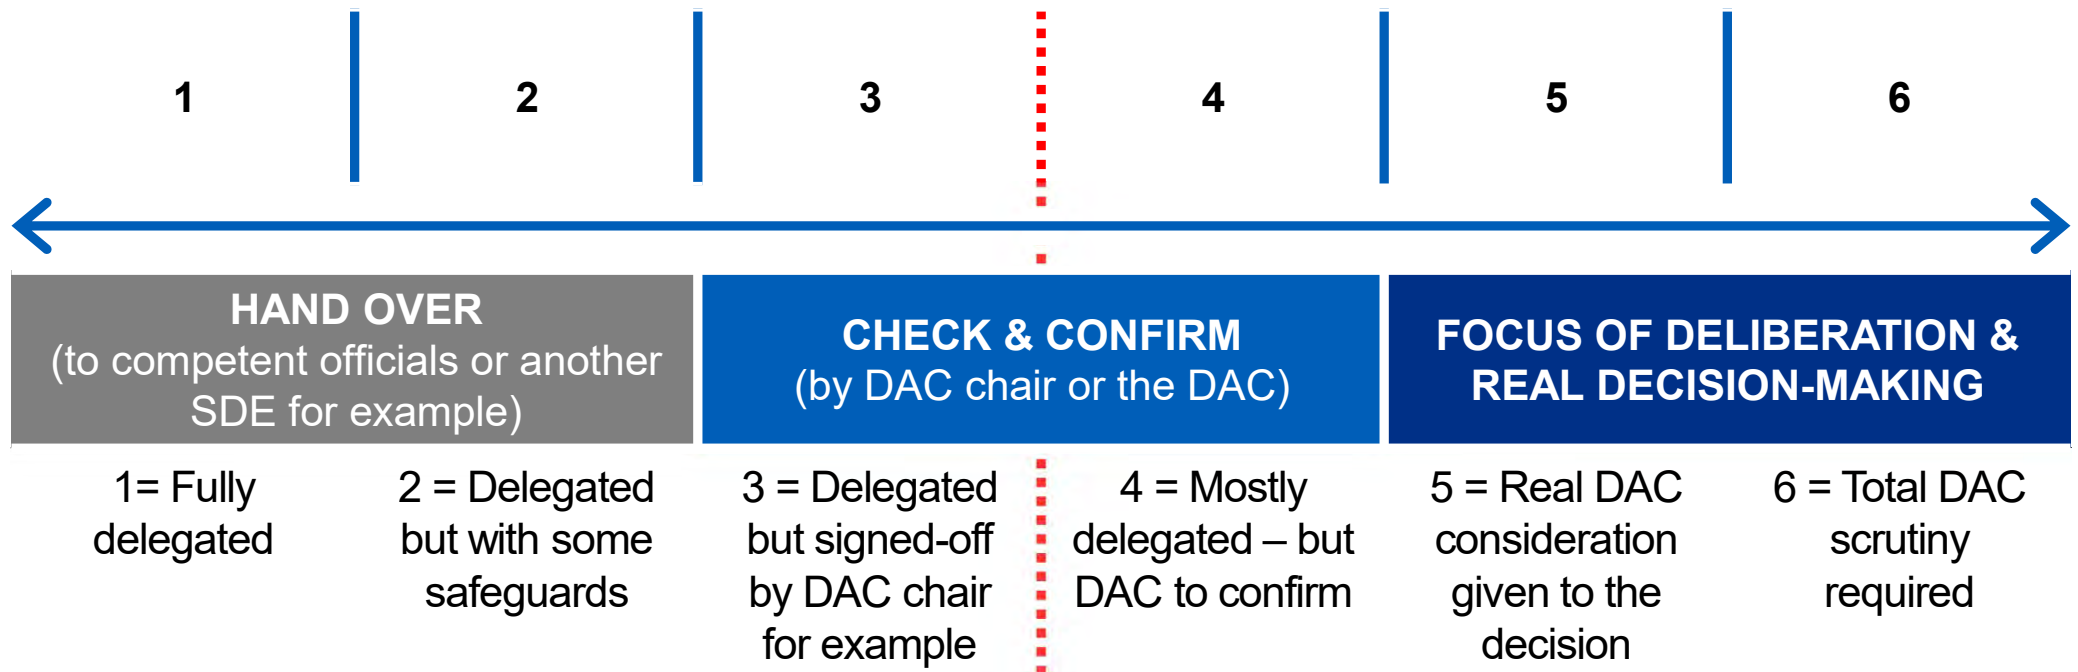 1
2
3
4
5
6
HAND OVER
(to competent officials or another
SDE for example)
CHECK & CONFIRM
(by DAC chair or the DAC)
FOCUS OF DELIBERATION &
REAL DECISION-MAKING
1= Fully
delegated
2 = Delegated
but with some
safeguards
3 = Delegated
but signed-off
by DAC chair
for example
4 = Mostly
delegated – but
DAC to confirm
5 = Real DAC
consideration
given to the
decision
6 = Total DAC
scrutiny
required